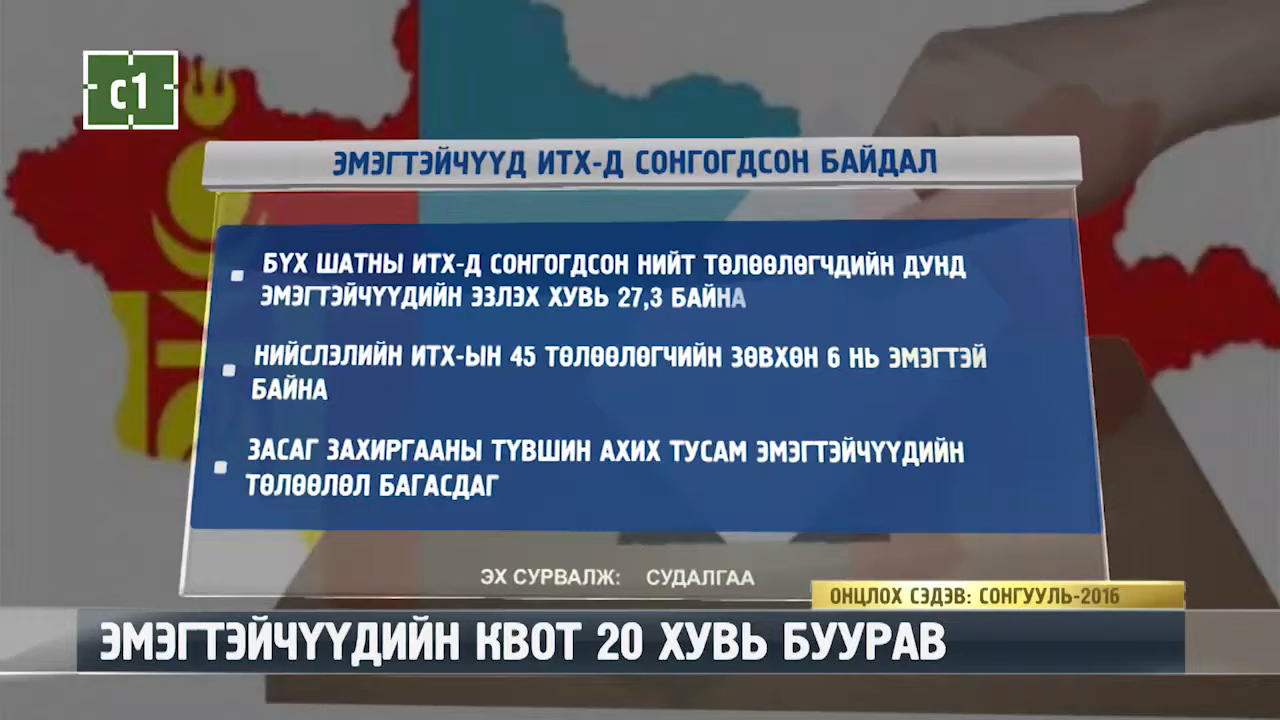 c1
ЭМЭГТЭЙЧҮҮД ИТХ-Д СОНГОГДСОН БАЙДАЛ
БҮХ ШАТНЫ ИТХ-Д СОНГОГДСОН НИЙТ ТӨЛӨӨЛӨГЧДИЙН ДУНД
ЭМЭГТЭЙЧҮҮДИЙН ЭЗЛЭХ ХУВЬ 27,3 БАЙНА
НИЙСЛЭЛИЙН ИТХ-ЫН 45 ТӨЛӨӨЛӨГЧИЙН ЗӨВХӨН 6 НЬ ЭМЭГТЭЙ
БАЙНА
ЗАСАГ ЗАХИРГААНЫ ТҮВШИН АХИХ ТУСАМ ЭМЭГТЭЙЧҮҮДИЙН
ТӨЛӨӨЛӨЛ БАГАСДАГ
ЭХ СУРВАЛЖ: СУДАЛГАА
ОНЦЛОХ СЭДЭВ: СОНГУУЛЬ-2016
ЭМЭГТЭЙЧҮҮДИЙН КВОТ 20 ХУВЬ БУУРАВ